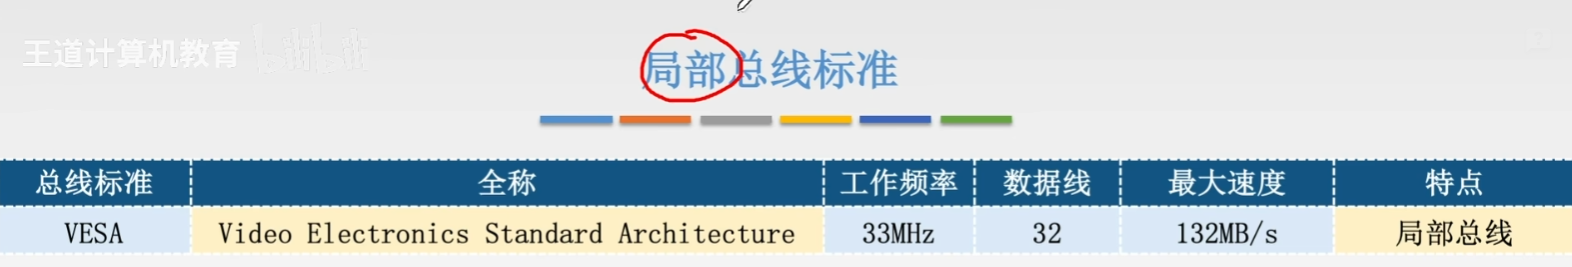 王道计算机教育 bilibili
局部总线标准
总线标准 全称 工作频率 数据线 最大速度 特点
VESA Video Electronics Standard Architecture 33MHz 32 132MB/s 局部总线